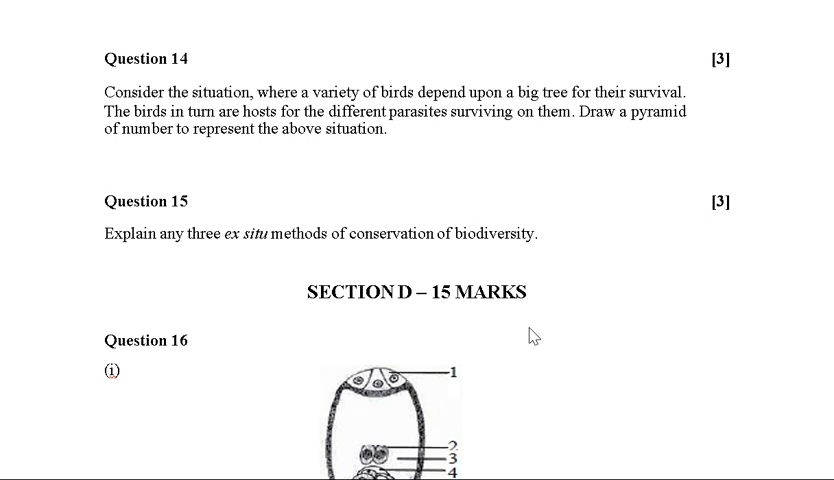 Question 14 [3]
Consider the situation, where a variety of birds depend upon a big tree for their survival.
The birds in turn are hosts for the different parasites surviving on them. Draw a pyramid
of number to represent the above situation.
Question 15 [3]
Explain any three ex situ methods of conservation of biodiversity.
SECTION D – 15 MARKS
Question 16
(i)
1
2
3
4